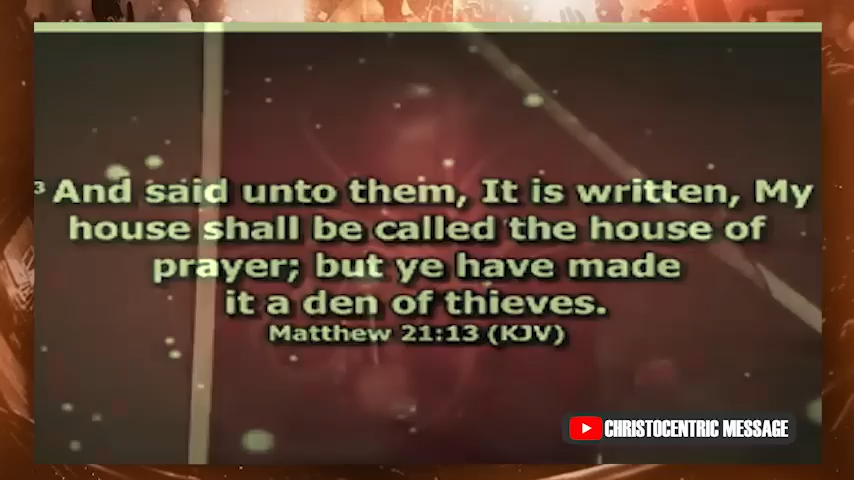 3 And said unto them, It is written, My
house shall be called the house of
prayer; but ye have made
it a den of thieves.
Matthew 21:13 (KJV)
CHRISTOCENTRIC MESSAGE